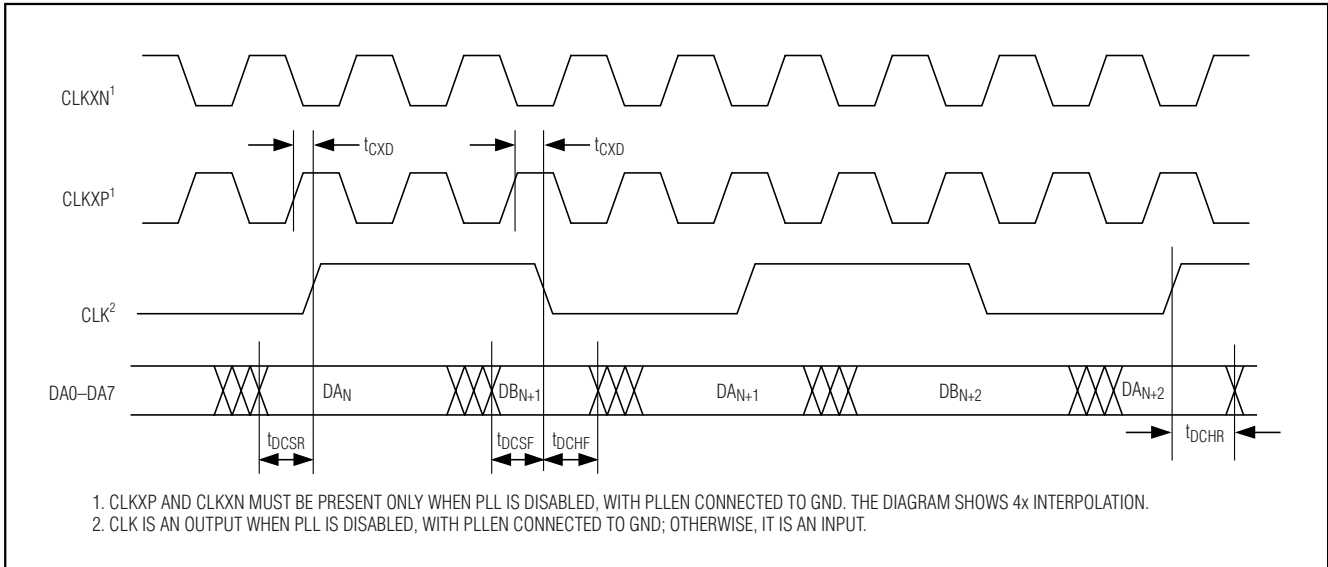 CLKXN¹
tCXD
tCXD
CLKXP¹
CLK²
DA0–DA7
DAN
DBN+1
DAN+1
DBN+2
DAN+2
tDCSR
tDCSF
tDCHF
tDCHR
1. CLKXP AND CLKXN MUST BE PRESENT ONLY WHEN PLL IS DISABLED, WITH PLLEN CONNECTED TO GND. THE DIAGRAM SHOWS 4x INTERPOLATION.
2. CLK IS AN OUTPUT WHEN PLL IS DISABLED, WITH PLLEN CONNECTED TO GND; OTHERWISE, IT IS AN INPUT.